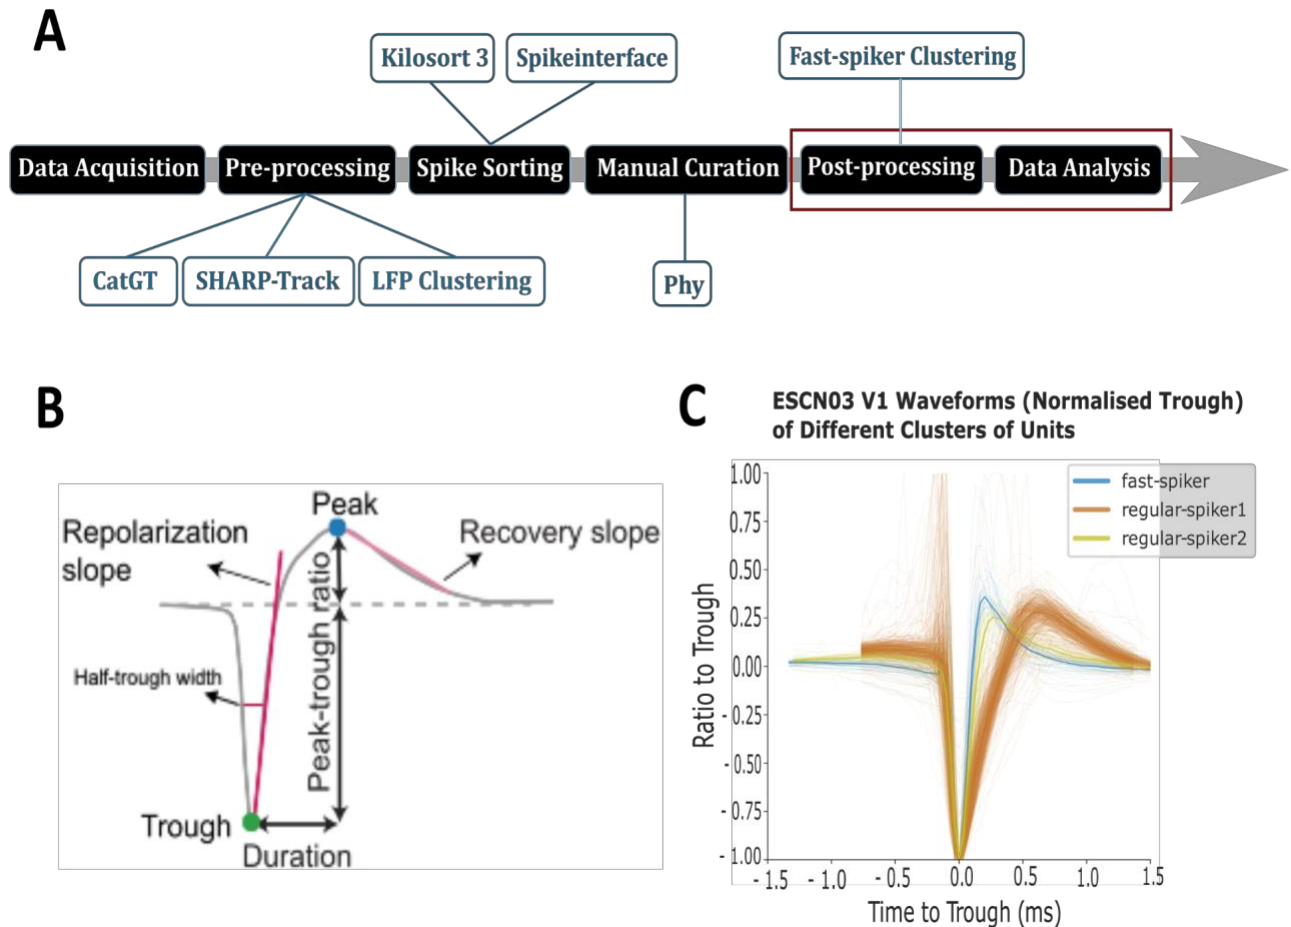 A
Kilosort 3
Spikeinterface
Fast-spiker Clustering
Data Acquisition
Pre-processing
Spike Sorting
Manual Curation
Post-processing
Data Analysis
CatGT
SHARP-Track
LFP Clustering
Phy
B
Peak
Repolarization
slope
Recovery slope
Peak-trough ratio
Half-trough width
Trough
Duration
C
ESCN03 V1 Waveforms (Normalised Trough)
of Different Clusters of Units
fast-spiker
regular-spiker1
regular-spiker2
Ratio to Trough
1.00
0.75
0.50
0.25
0.00
- 0.25
- 0.50
- 0.75
- 1.00
- 1.5 - 1.0 - 0.5 0.0 0.5 1.0 1.5
Time to Trough (ms)